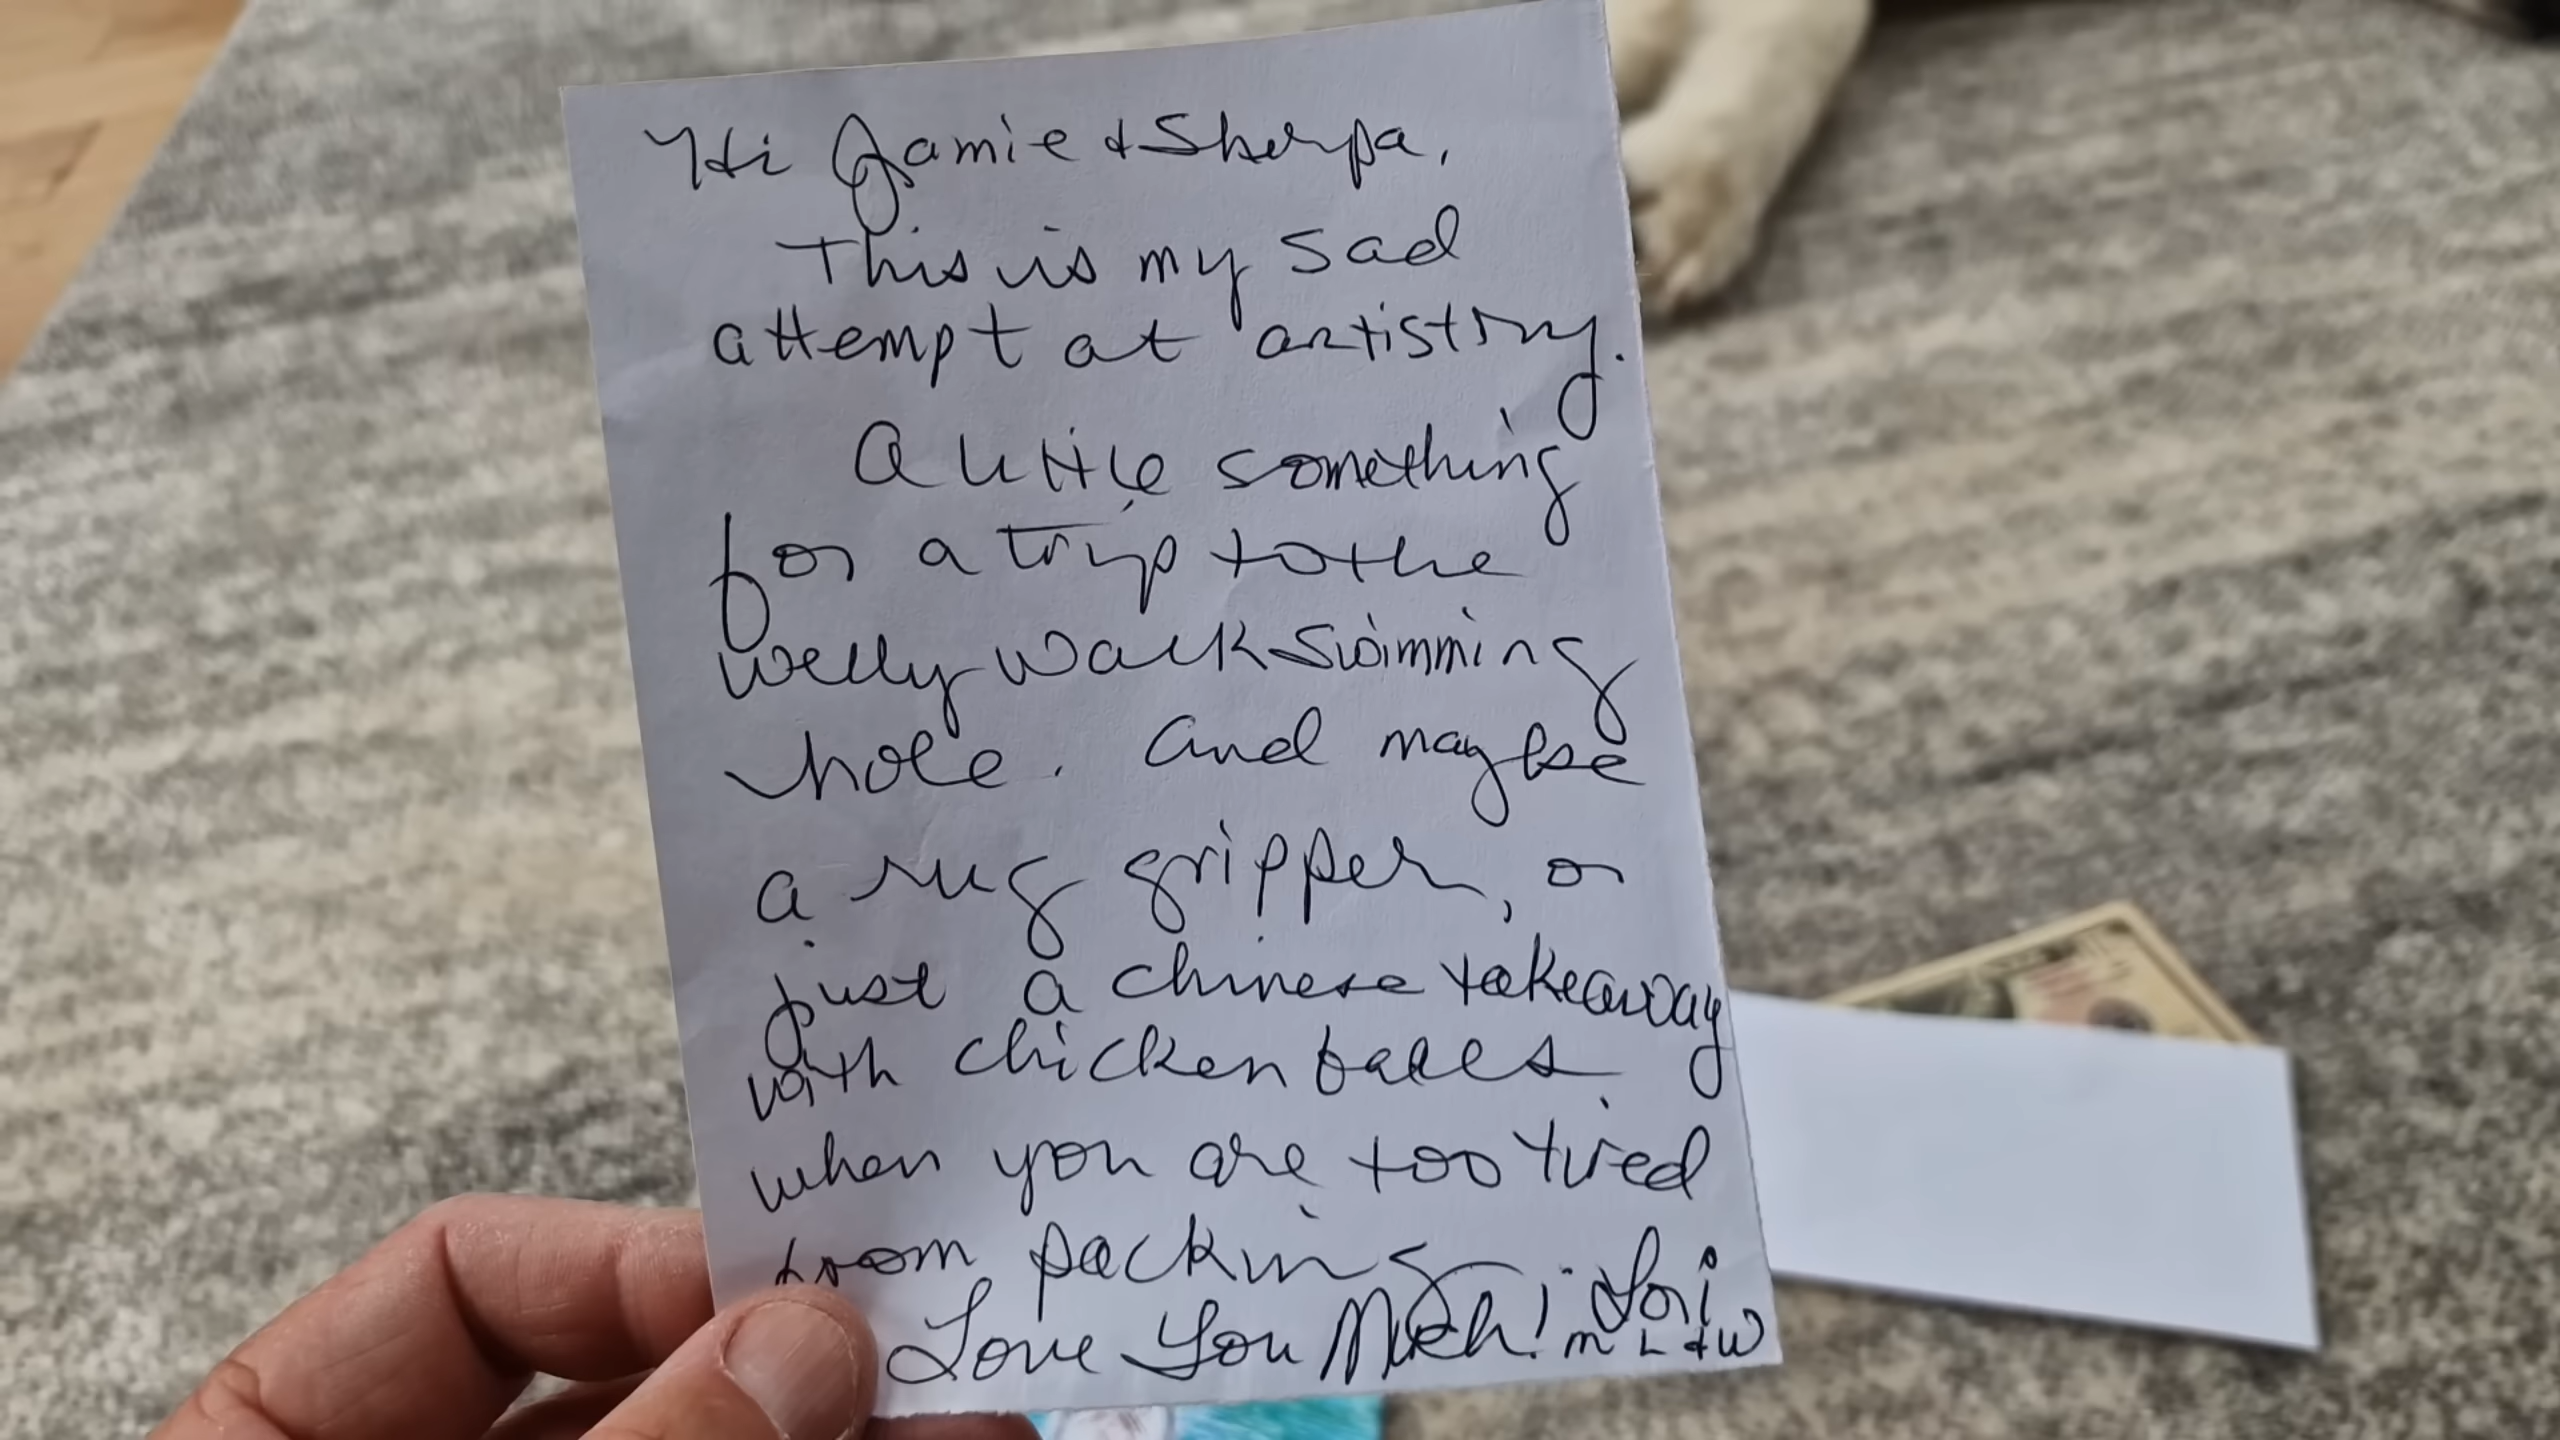 Hi Jamie & Sherpa,
This is my sad
attempt at artistry.
A little something
for a trip to the
welly walk swimming
hole. And maybe
a rug gripper, or
just a chinese takeaway
with chicken balls
when you are too tired
from packing
Love You Much! Lori
m L & W